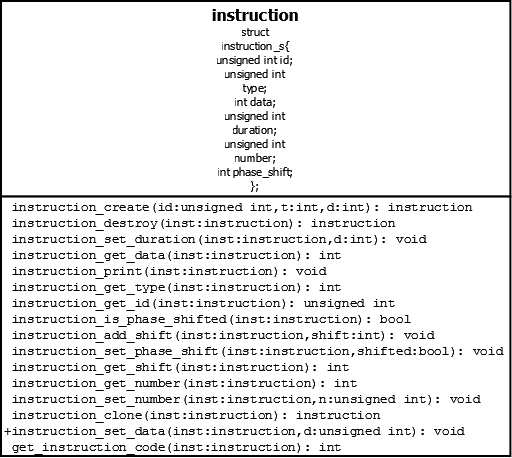 instruction
struct
instruction_s{
unsigned int id;
unsigned int
type;
int data;
unsigned int
duration;
unsigned int
number;
int phase_shift;
};
instruction_create(id:unsigned int,t:int,d:int): instruction
instruction_destroy(inst:instruction): instruction
instruction_set_duration(inst:instruction,d:int): void
instruction_get_data(inst:instruction): int
instruction_print(inst:instruction): void
instruction_get_type(inst:instruction): int
instruction_get_id(inst:instruction): unsigned int
instruction_is_phase_shifted(inst:instruction): bool
instruction_add_shift(inst:instruction,shift:int): void
instruction_set_phase_shift(inst:instruction,shifted:bool): void
instruction_get_shift(inst:instruction): int
instruction_get_number(inst:instruction): int
instruction_set_number(inst:instruction,n:unsigned int): void
instruction_clone(inst:instruction): instruction
+instruction_set_data(inst:instruction,d:unsigned int): void
get_instruction_code(inst:instruction): int